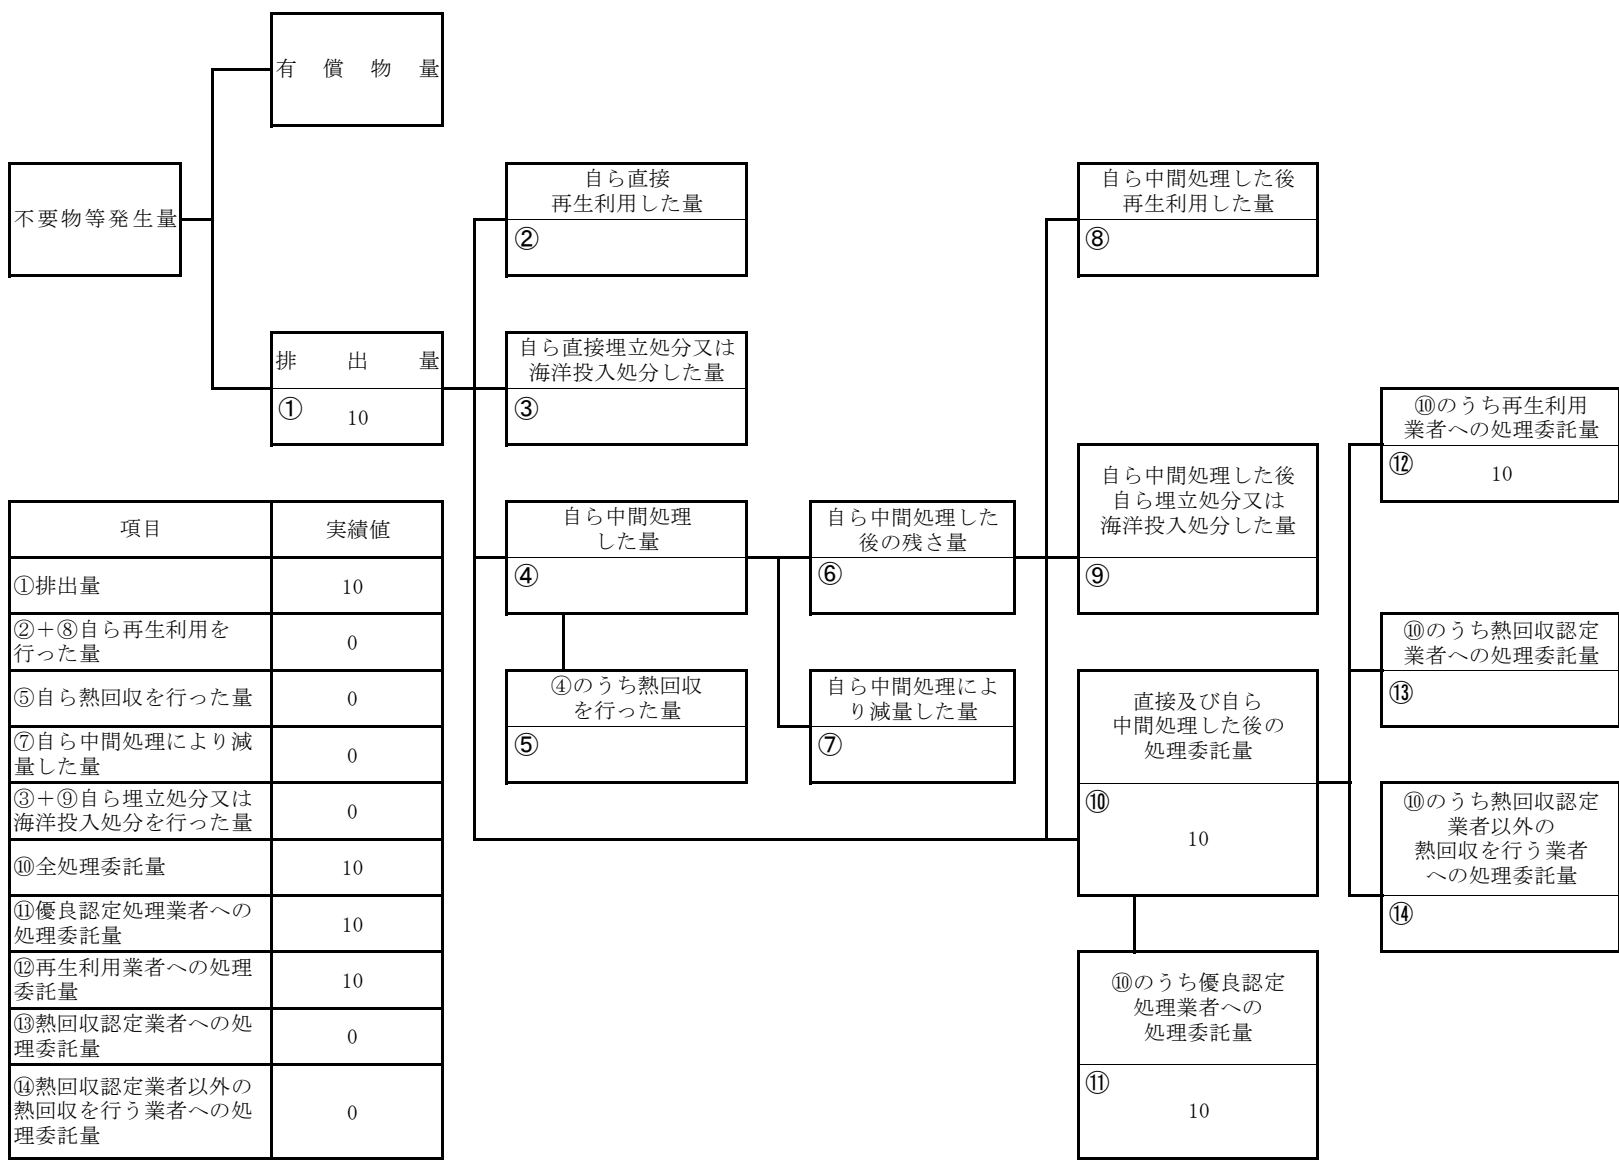 有償物量
不要物等発生量
排出量
①
10
自ら直接
再生利用した量
②
自ら直接埋立処分又は
海洋投入処分した量
③
自ら中間処理
した量
④
④のうち熱回収
を行った量
⑤
自ら中間処理した
後の残さ量
⑥
自ら中間処理によ
り減量した量
⑦
自ら中間処理した後
再生利用した量
⑧
自ら中間処理した後
自ら埋立処分又は
海洋投入処分した量
⑨
直接及び自ら
中間処理した後の
処理委託量
⑩
10
⑩のうち優良認定
処理業者への
処理委託量
⑪
10
⑩のうち再生利用
業者への処理委託量
⑫
10
⑩のうち熱回収認定
業者への処理委託量
⑬
⑩のうち熱回収認定
業者以外の
熱回収を行う業者
への処理委託量
⑭
項目 実績値
①排出量 10
②+⑧自ら再生利用を
行った量 0
⑤自ら熱回収を行った量 0
⑦自ら中間処理により減
量した量 0
③+⑨自ら埋立処分又は
海洋投入処分を行った量 0
⑩全処理委託量 10
⑪優良認定処理業者への
処理委託量 10
⑫再生利用業者への処理
委託量 10
⑬熱回収認定業者への処
理委託量 0
⑭熱回収認定業者以外の
熱回収を行う業者への処
理委託量 0